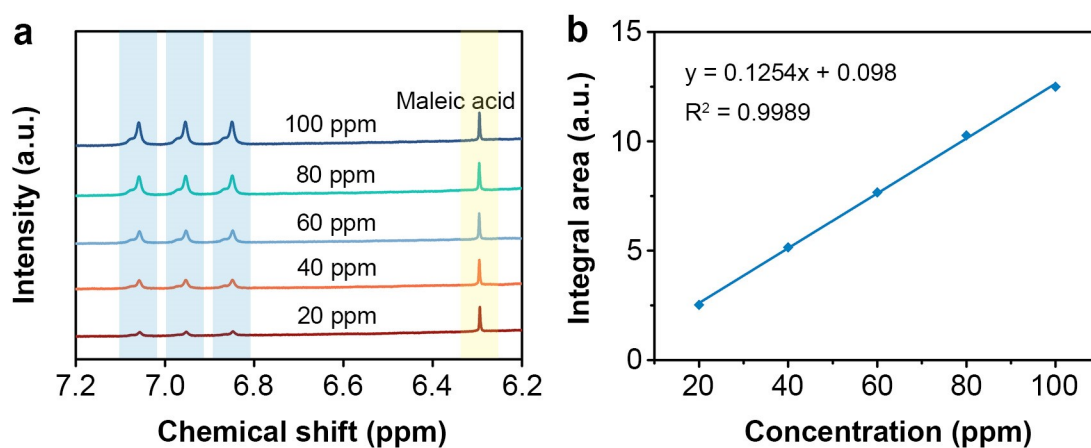 a
Intensity (a.u.)
Maleic acid
100 ppm
80 ppm
60 ppm
40 ppm
20 ppm
7.2 7.0 6.8 6.6 6.4 6.2
Chemical shift (ppm)
b
Integral area (a.u.)
15
10
5
0
y = 0.1254x + 0.098
R² = 0.9989
20 40 60 80 100
Concentration (ppm)